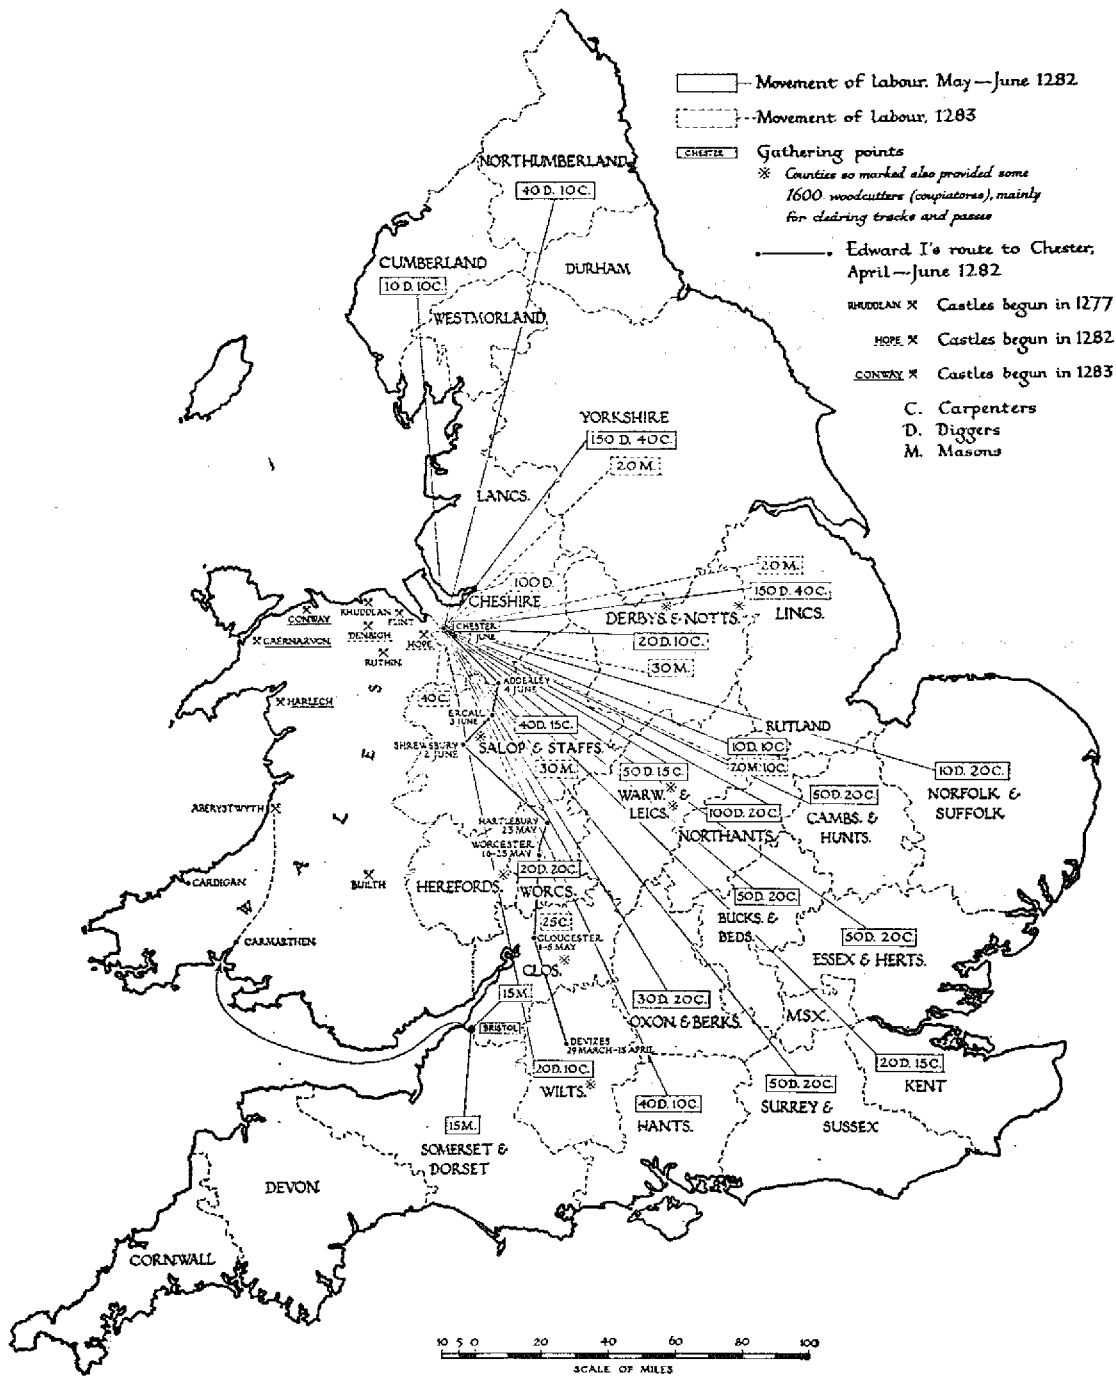 Movement of labour, May—June 1282
Movement of labour, 1283
CHESTER Gathering points
※ Counties so marked also provided some
1600 woodcutters (coupiatores), mainly
for clearing tracks and passes
Edward I's route to Chester,
April—June 1282
RHUDDLAN × Castles begun in 1277
HOPE × Castles begun in 1282
CONWAY × Castles begun in 1283
C. Carpenters
D. Diggers
M. Masons
NORTHUMBERLAND
40 D. 10 C.
CUMBERLAND
10 D. 10 C.
DURHAM
WESTMORLAND
YORKSHIRE
150 D. 40 C.
20 M.
LANCS.
100 D.
CHESHIRE
20 M.
150 D. 40 C.
LINCS.
DERBYS. & NOTTS.
20 D. 10 C.
30 M.
CONWAY
RHUDDLAN
FLINT
CHESTER
JUNE
CAERNARVON
DENBIGH
HOPE
RUTHIN
HARLECH
40 C.
ADDERLEY
4 JUNE
ERCALL
3 JUNE
SHREWSBURY
2 JUNE
40 D. 15 C.
SALOP & STAFFS.
30 M.
RUTLAND
10 D. 10 C.
20 M. 10 C.
10 D. 20 C.
NORFOLK &
SUFFOLK
50 D. 15 C.
WARW. &
LEICS.
50 D. 20 C.
CAMBS. &
HUNTS.
100 D. 20 C.
NORTHANTS.
WALES
ABERYSTWYTH
CARDIGAN
BUILTH
CARMARTHEN
HARTLEBURY
23 MAY
WORCESTER
16-23 MAY
HEREFORDS.
20 D. 20 C.
WORCS.
25 C.
GLOUCESTER
GLOS.
50 D. 20 C.
BUCKS. &
BEDS.
50 D. 20 C.
ESSEX & HERTS.
30 D. 20 C.
OXON. & BERKS.
MSX.
15 M.
BRISTOL
DEVIZES
29 MARCH-15 APRIL
20 D. 10 C.
WILTS.
40 D. 10 C.
HANTS.
50 D. 20 C.
SURREY &
SUSSEX
20 D. 15 C.
KENT
15 M.
SOMERSET &
DORSET
DEVON
CORNWALL
10 5 0 20 40 60 80 100
SCALE OF MILES